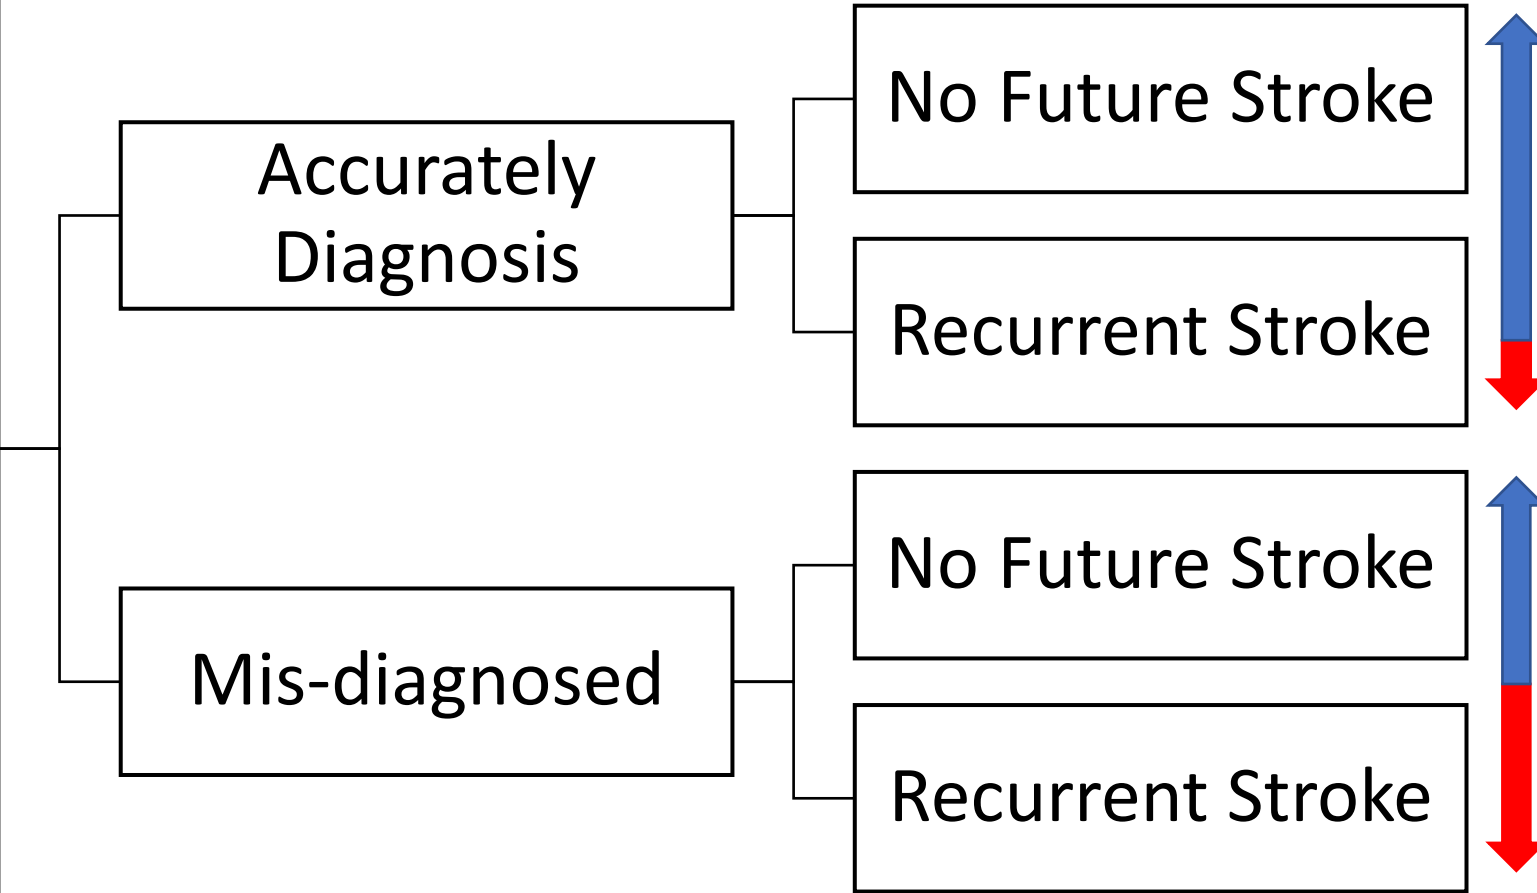 No Future Stroke
Accurately
Diagnosis
Recurrent Stroke
No Future Stroke
Mis-diagnosed
Recurrent Stroke